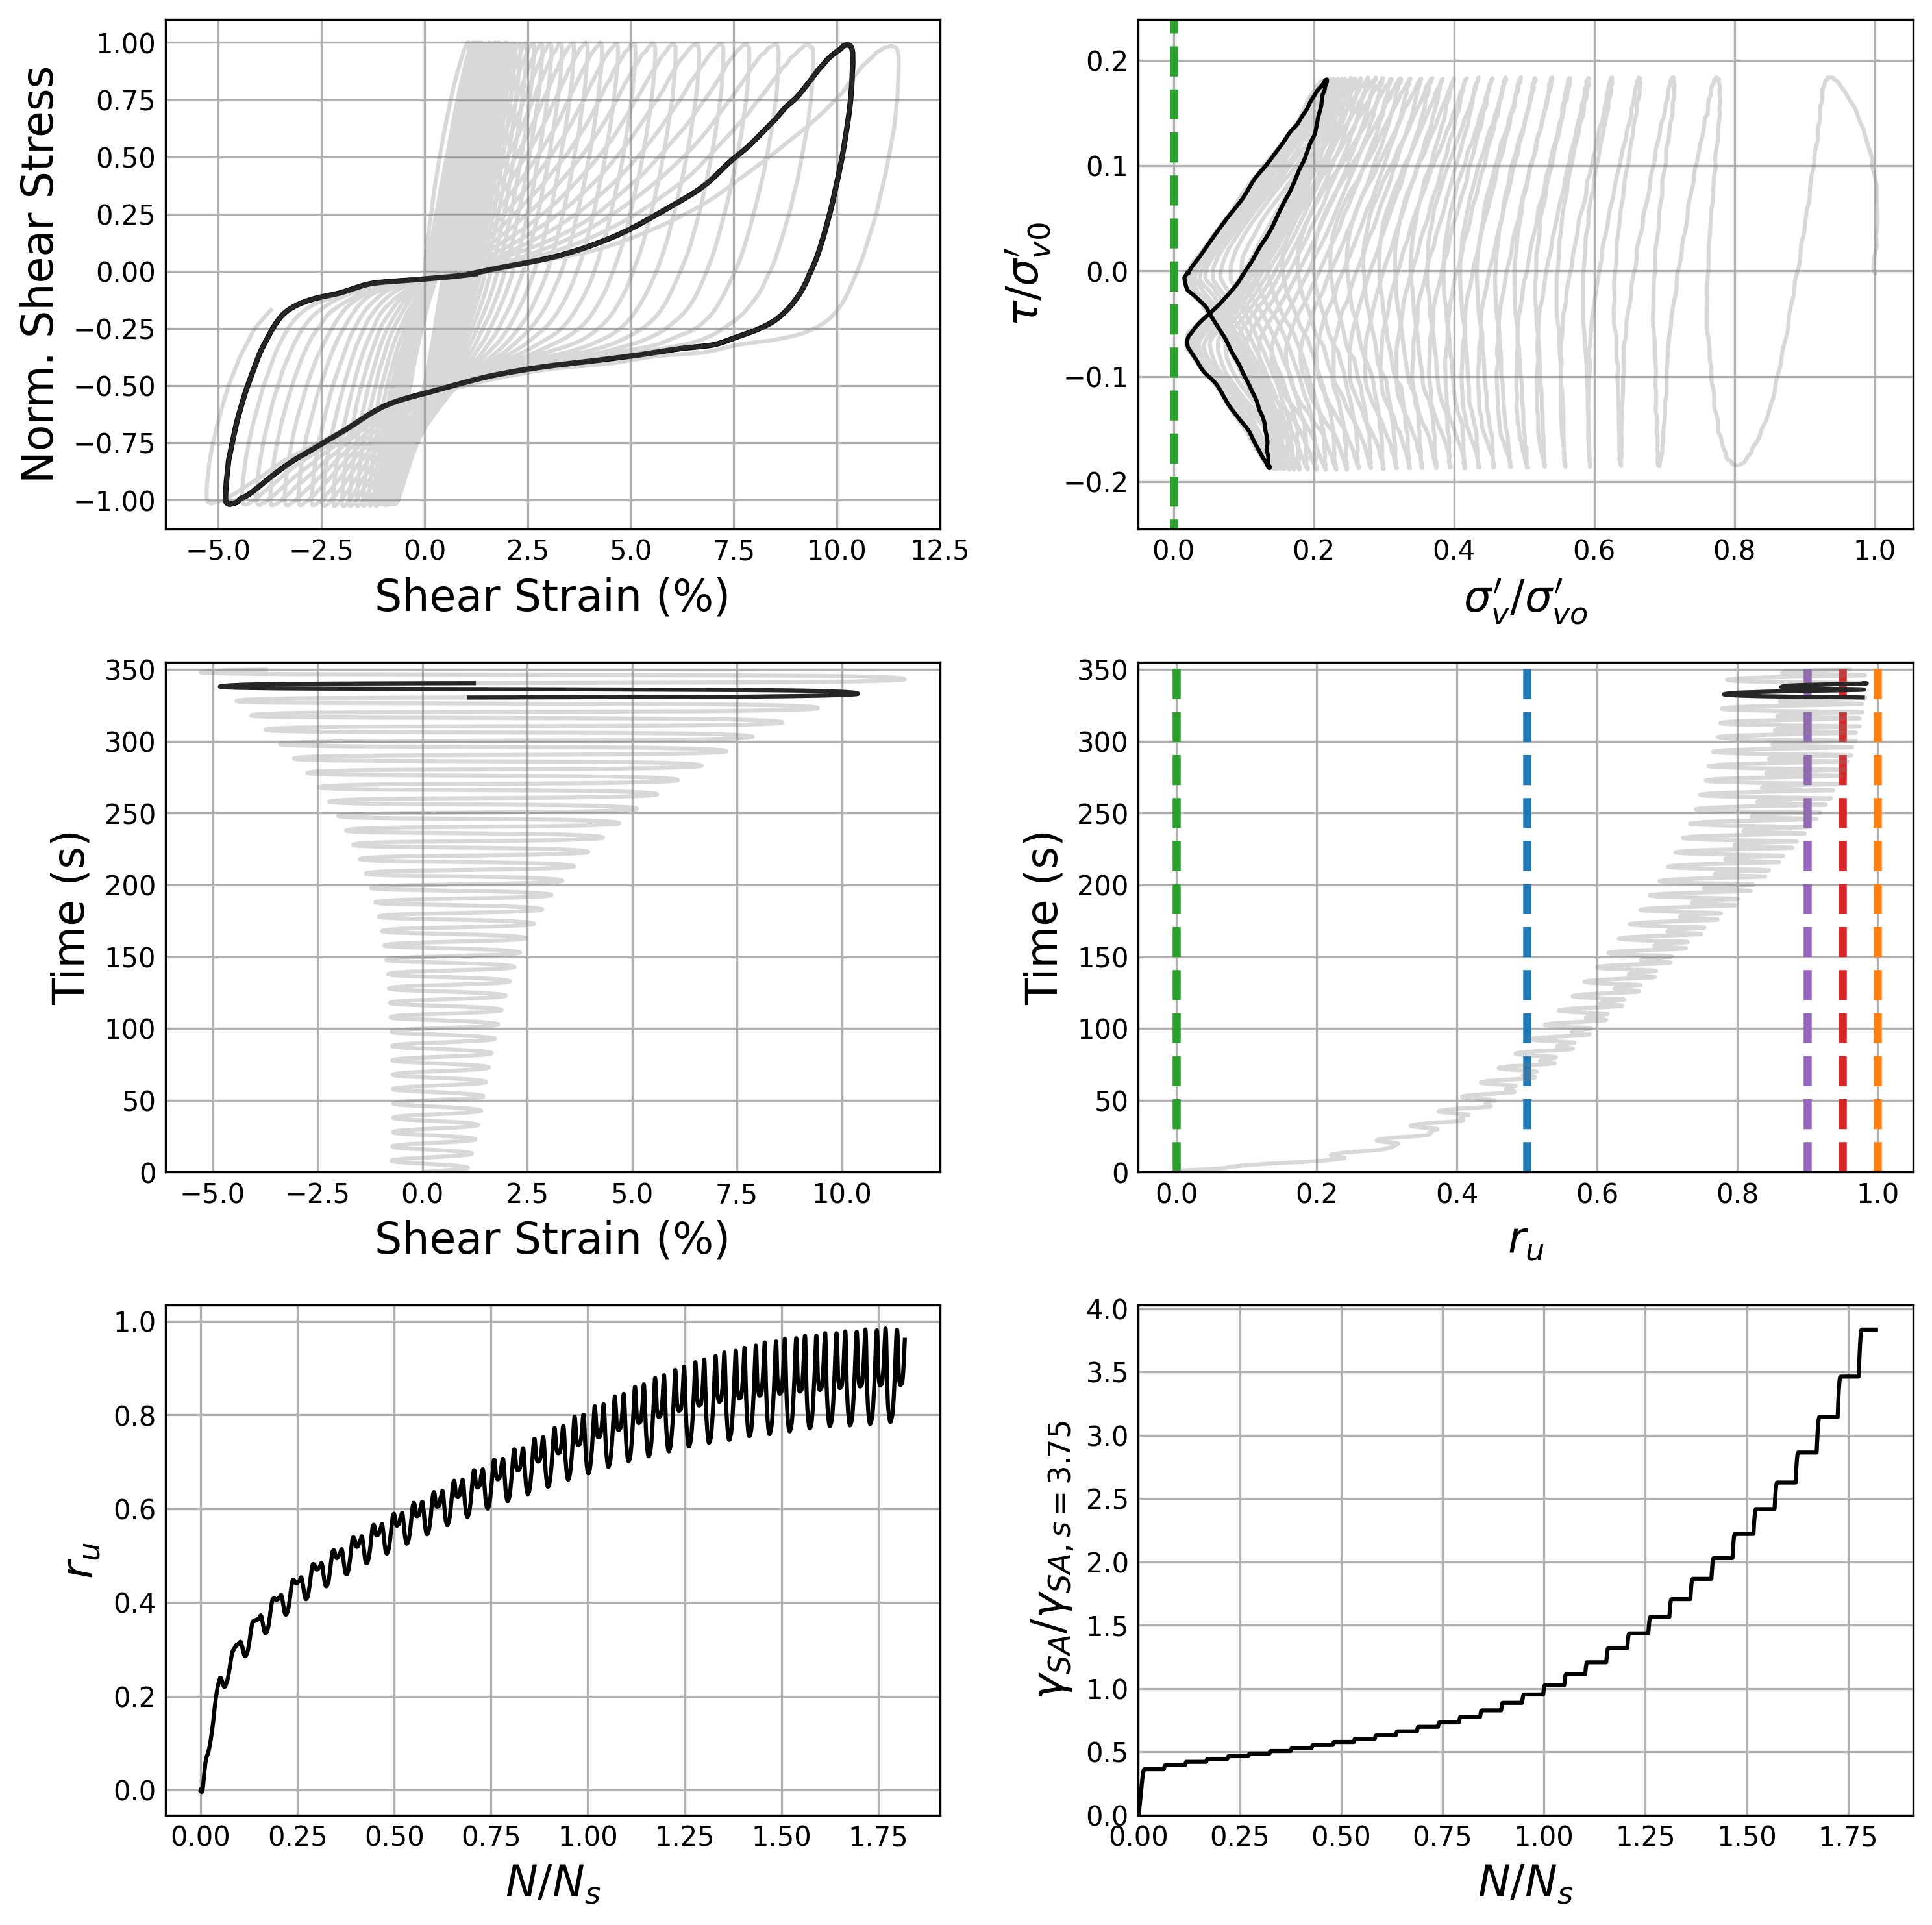 1.00
0.75
0.50
0.25
0.00
−0.25
−0.50
−0.75
−1.00
Norm. Shear Stress
−5.0 −2.5 0.0 2.5 5.0 7.5 10.0 12.5
Shear Strain (%)
0.2
0.1
0.0
−0.1
−0.2
τ/σ′v0
0.0 0.2 0.4 0.6 0.8 1.0
σ′v/σ′vo
350
300
250
200
150
100
50
0
Time (s)
−5.0 −2.5 0.0 2.5 5.0 7.5 10.0
Shear Strain (%)
350
300
250
200
150
100
50
0
Time (s)
0.0 0.2 0.4 0.6 0.8 1.0
ru
1.0
0.8
0.6
0.4
0.2
0.0
ru
0.00 0.25 0.50 0.75 1.00 1.25 1.50 1.75
N/Ns
4.0
3.5
3.0
2.5
2.0
1.5
1.0
0.5
0.0
γSA/γSA, s = 3.75
0.00 0.25 0.50 0.75 1.00 1.25 1.50 1.75
N/Ns